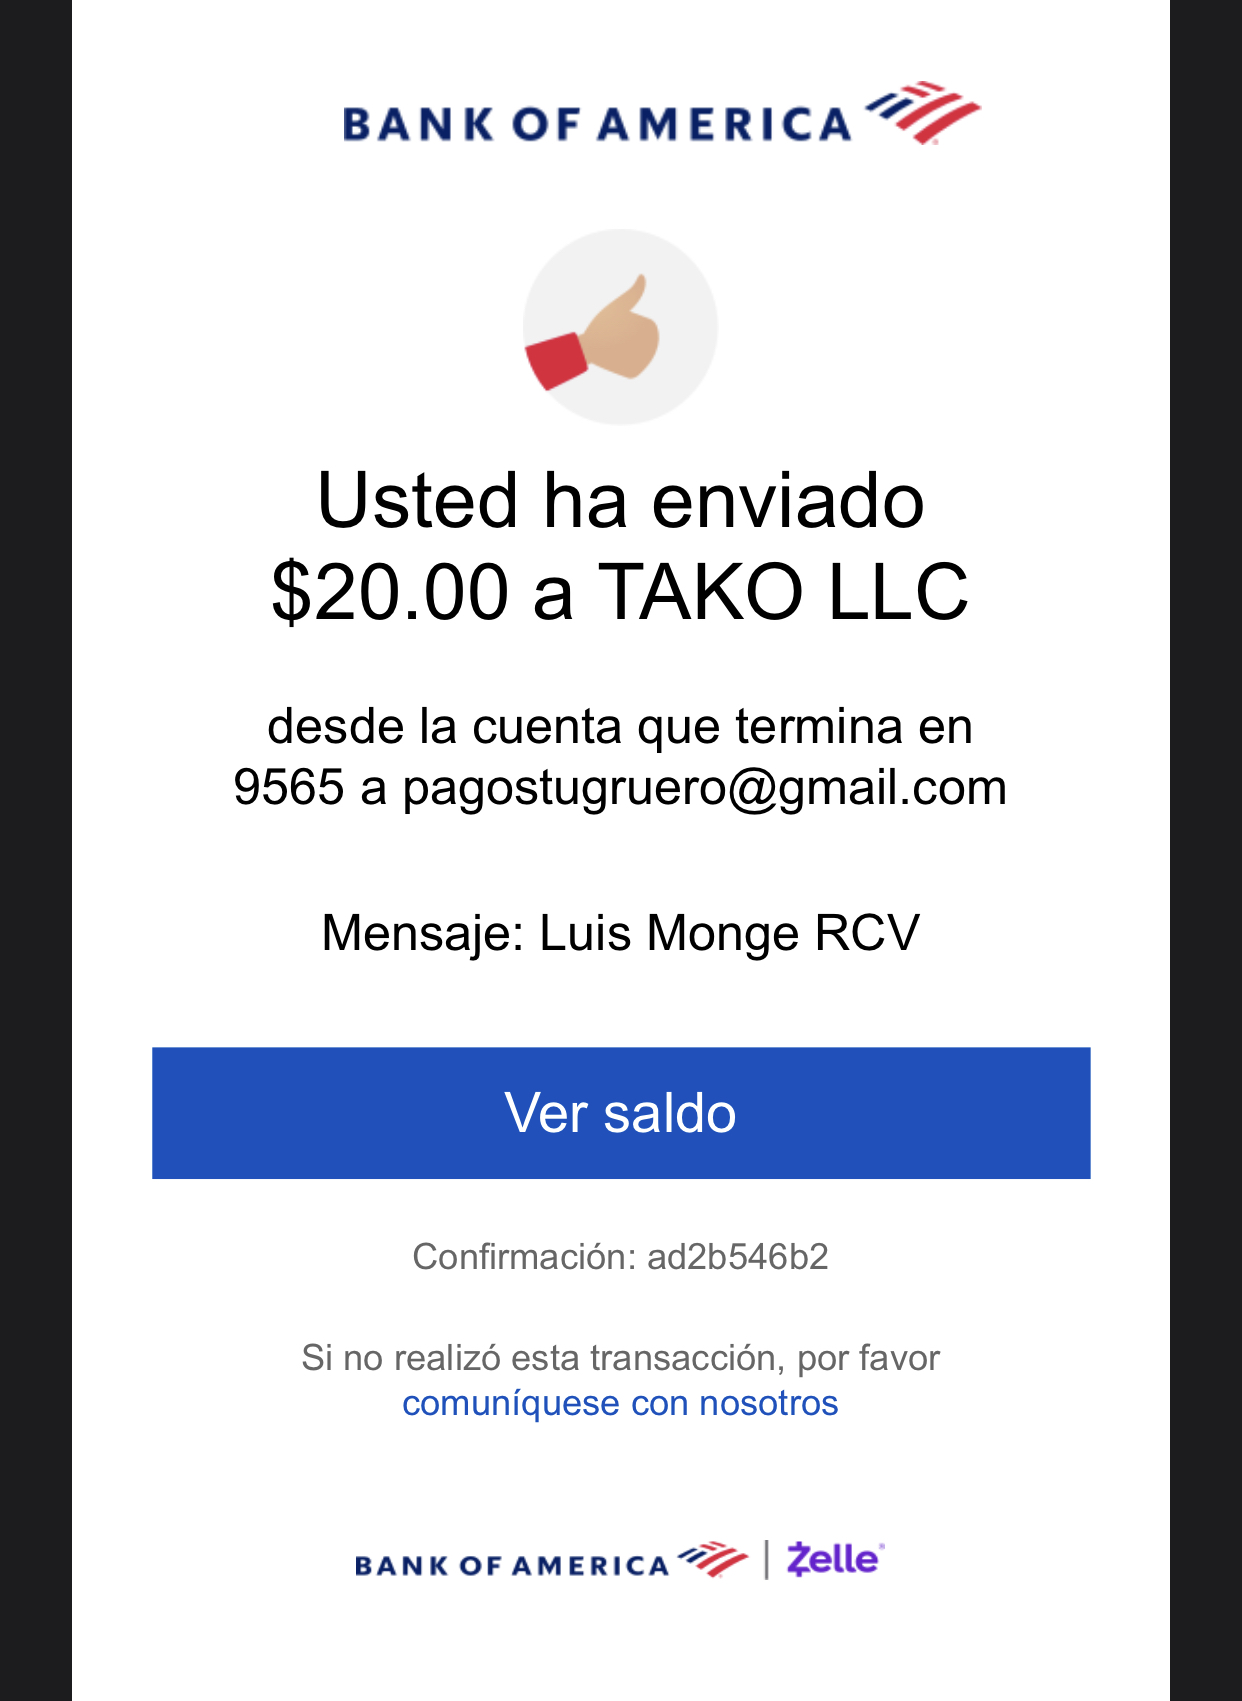 BANK OF AMERICA
Usted ha enviado
$20.00 a TAKO LLC
desde la cuenta que termina en
9565 a pagostugruero@gmail.com
Mensaje: Luis Monge RCV
Ver saldo
Confirmación: ad2b546b2
Si no realizó esta transacción, por favor
comuníquese con nosotros
BANK OF AMERICA | Zelle®